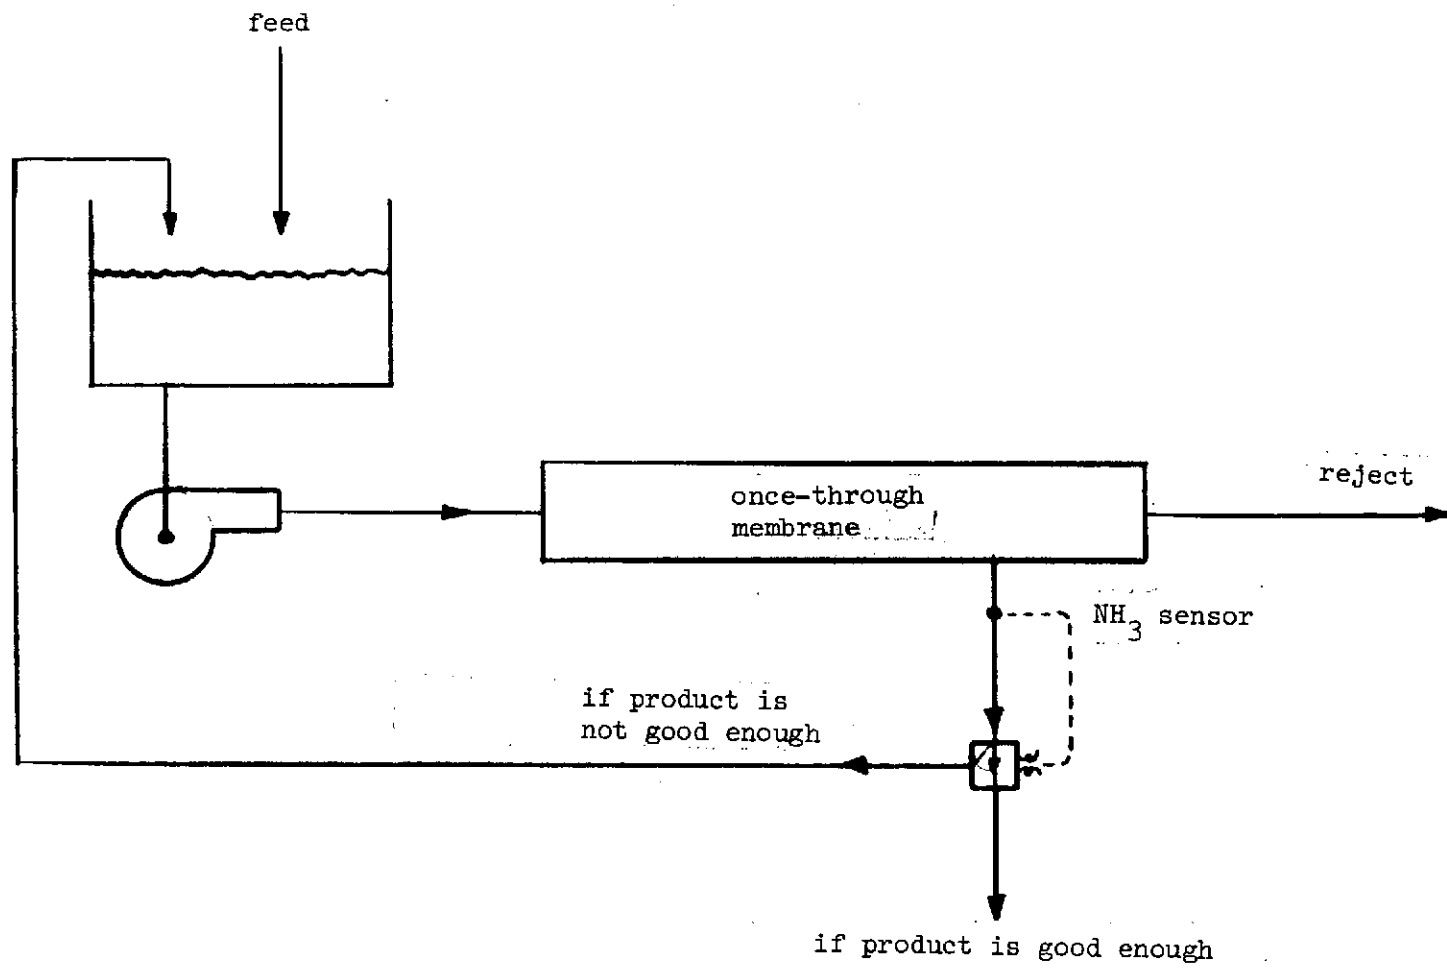 feed
once-through
membrane
reject
NH3 sensor
if product is
not good enough
if product is good enough